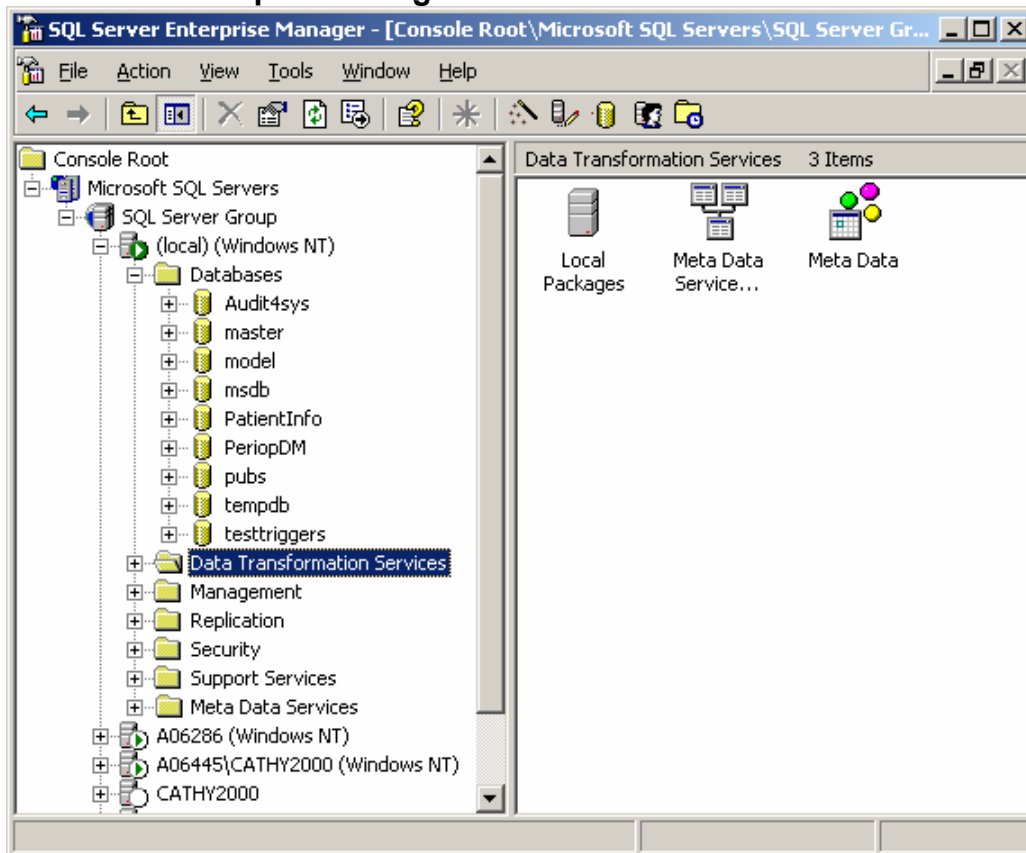 SQL Server Enterprise Manager - [Console Root\Microsoft SQL Servers\SQL Server Gr...
File Action View Tools Window Help
Console Root
Microsoft SQL Servers
SQL Server Group
(local) (Windows NT)
Databases
Audit4sys
master
model
msdb
PatientInfo
PeriopDM
pubs
tempdb
testtriggers
Data Transformation Services
Management
Replication
Security
Support Services
Meta Data Services
A06286 (Windows NT)
A06445\CATHY2000 (Windows NT)
CATHY2000
Data Transformation Services 3 Items
Local Packages
Meta Data Service...
Meta Data